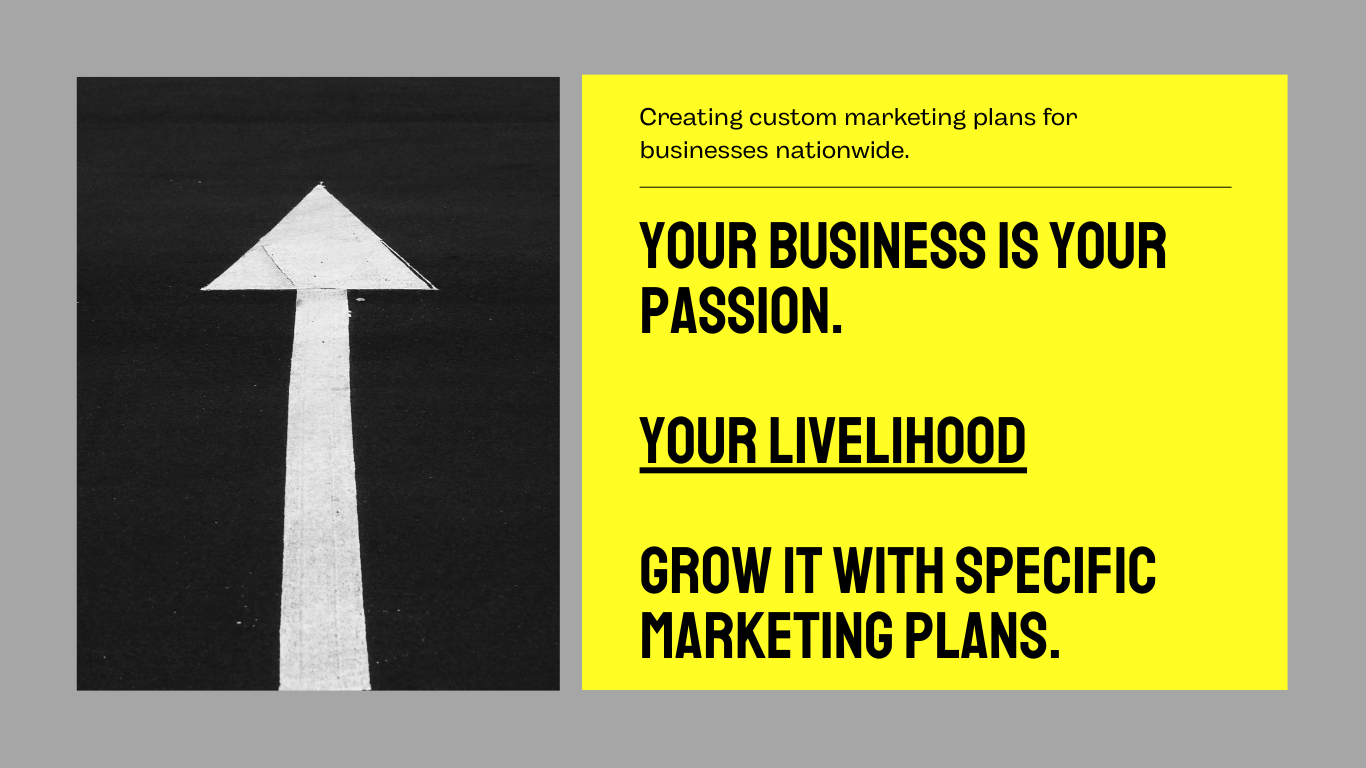 Creating custom marketing plans for
businesses nationwide.
YOUR BUSINESS IS YOUR
PASSION.
YOUR LIVELIHOOD
GROW IT WITH SPECIFIC
MARKETING PLANS.